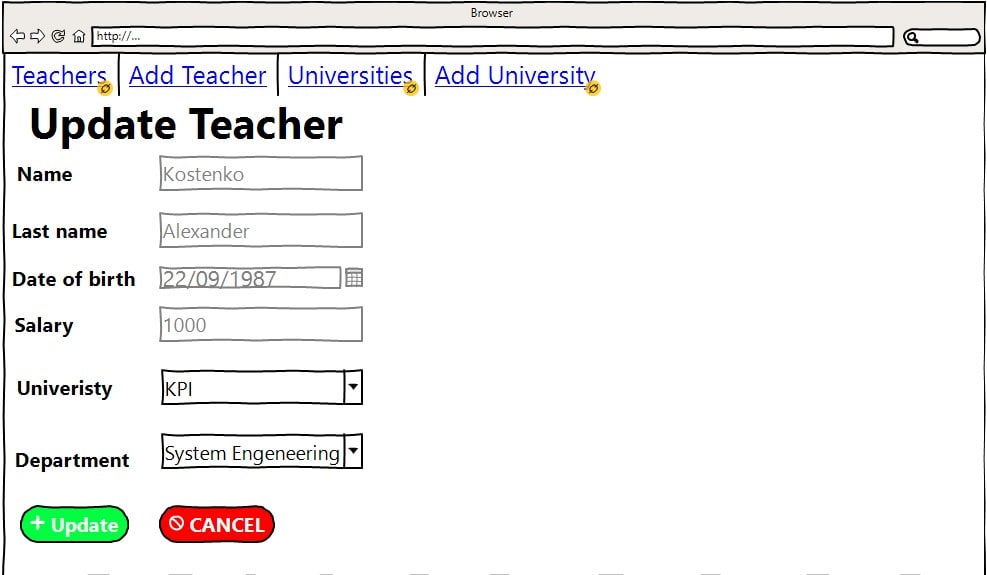 Browser
http://...
Teachers Add Teacher Universities Add University
Update Teacher
Name Kostenko
Last name Alexander
Date of birth 22/09/1987
Salary 1000
Univeristy KPI
Department System Engeneering
Update CANCEL